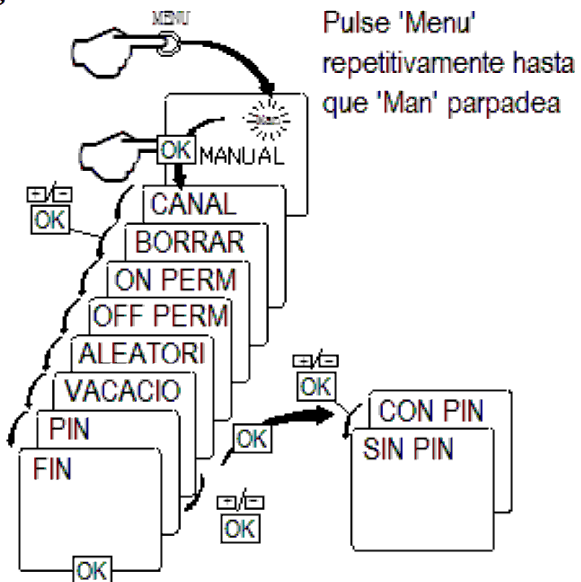 MENU
Pulse 'Menu'
repetitivamente hasta
que 'Man' parpadea
Man
OK
MANUAL
+/-
OK
CANAL
BORRAR
ON PERM
OFF PERM
ALEATORI
VACACIO
PIN
FIN
OK
+/-
OK
OK
+/-
OK
CON PIN
SIN PIN